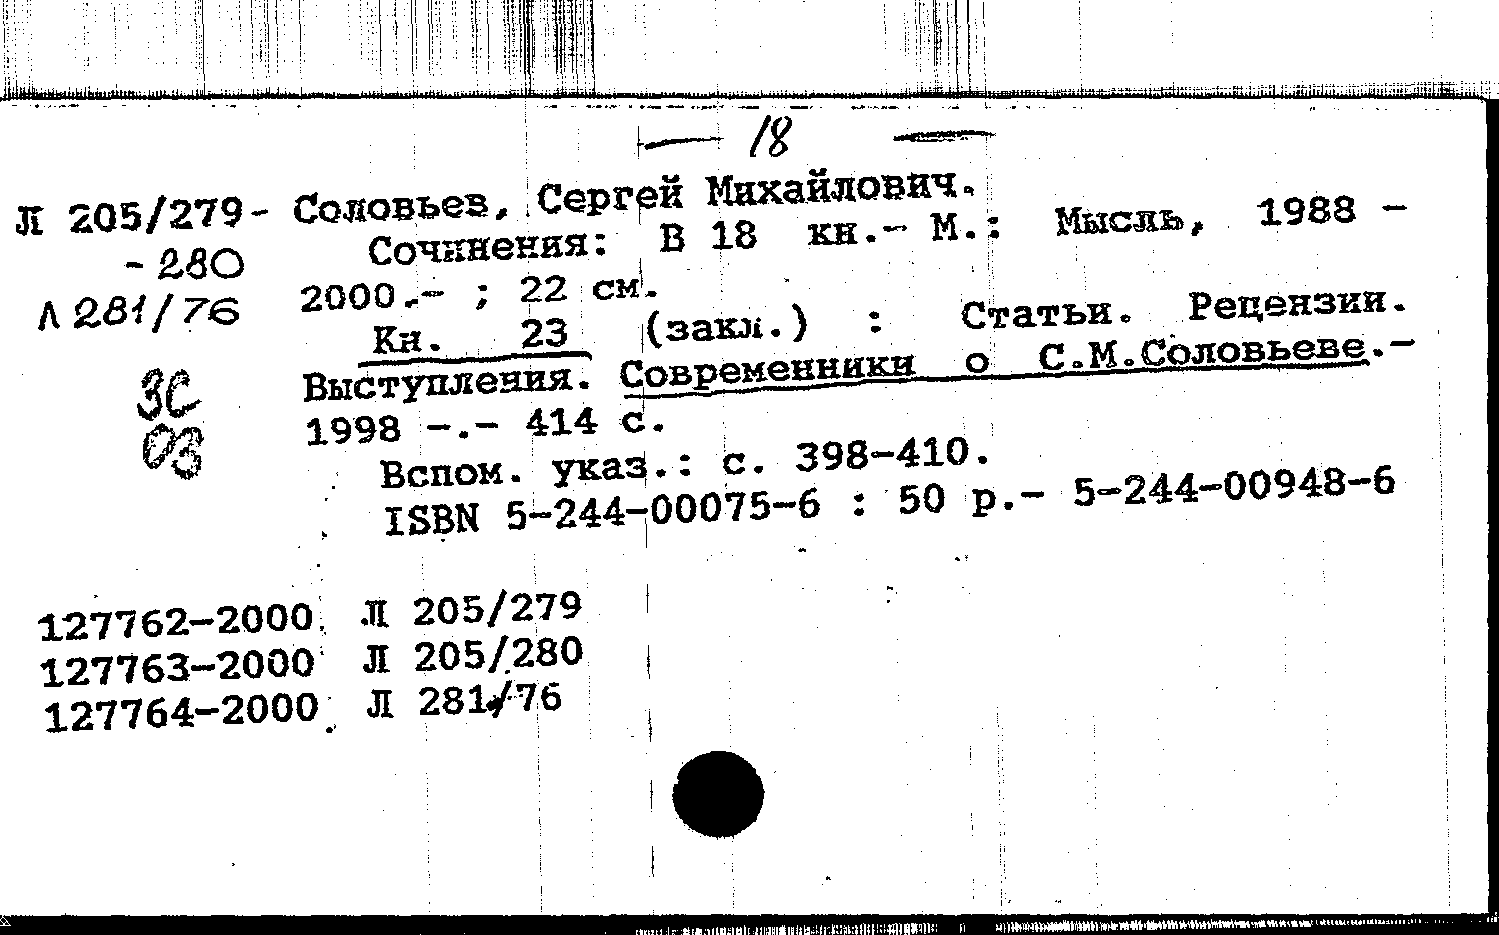 — 18 —
Л 205/279- Соловьев, Сергей Михайлович.
-280 Сочинения: В 18 кн.- М.: Мысль, 1988 -
Л 281/76 2000.- ; 22 см.
Кн. 23 (закл.) : Статьи. Рецензии.
ЗС Выступления. Современники о С.М.Соловьеве.-
03 1998 -.- 414 с.
Вспом. указ.: с. 398-410.
ISBN 5-244-00075-6 : 50 р.- 5-244-00948-6
127762-2000 Л 205/279
127763-2000 Л 205/280
127764-2000 Л 281/76